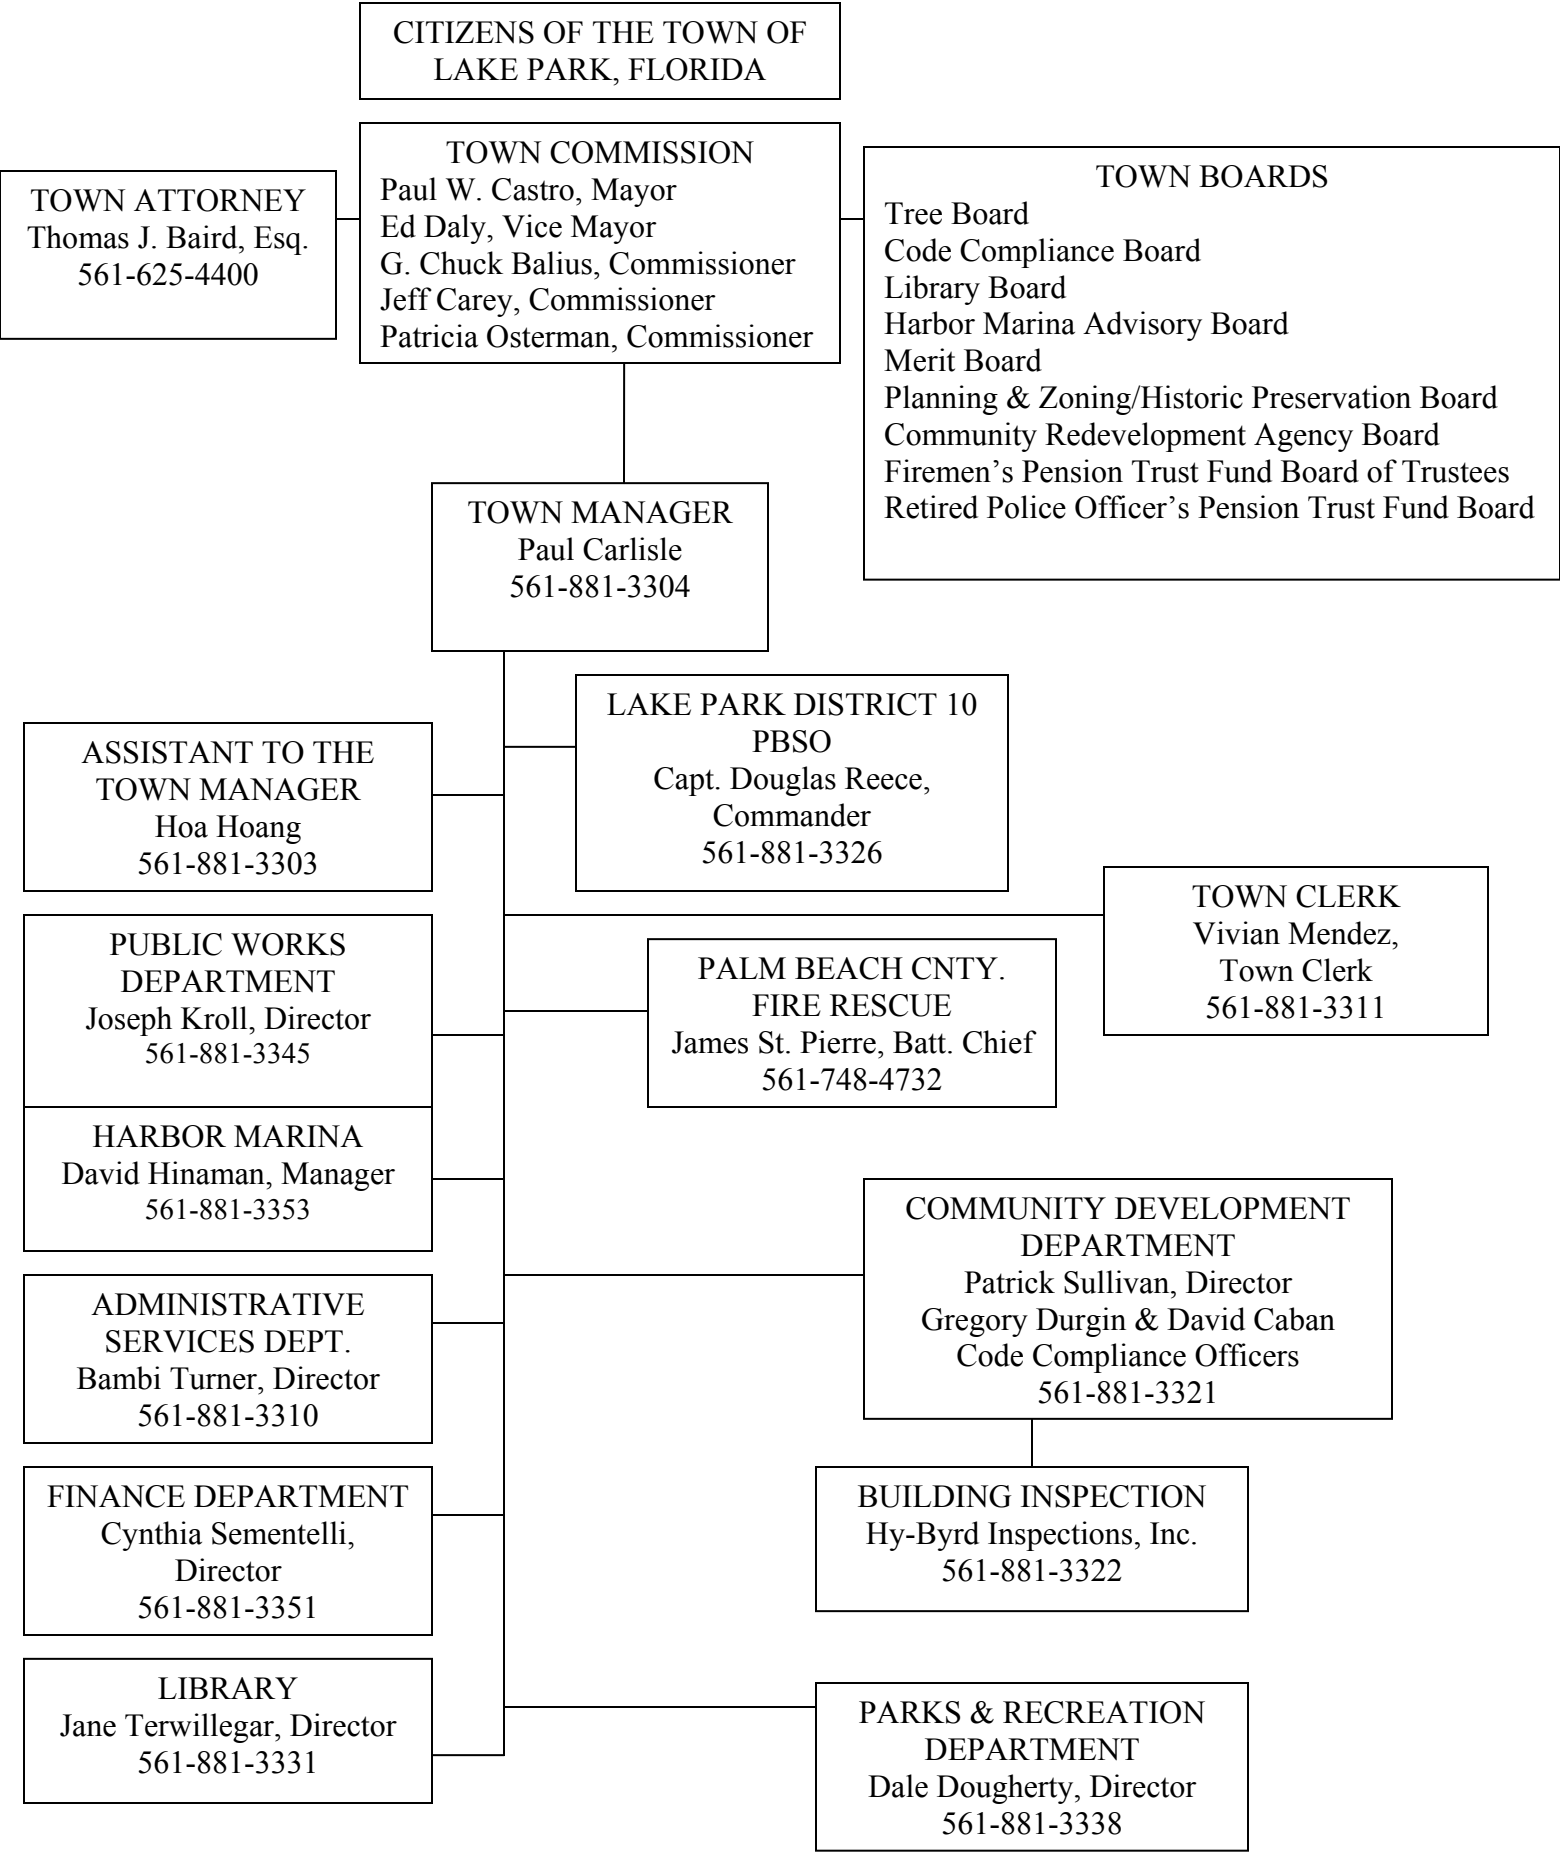 CITIZENS OF THE TOWN OF
LAKE PARK, FLORIDA
TOWN COMMISSION
Paul W. Castro, Mayor
Ed Daly, Vice Mayor
G. Chuck Balius, Commissioner
Jeff Carey, Commissioner
Patricia Osterman, Commissioner
TOWN ATTORNEY
Thomas J. Baird, Esq.
561-625-4400
TOWN BOARDS
Tree Board
Code Compliance Board
Library Board
Harbor Marina Advisory Board
Merit Board
Planning & Zoning/Historic Preservation Board
Community Redevelopment Agency Board
Firemen’s Pension Trust Fund Board of Trustees
Retired Police Officer’s Pension Trust Fund Board
TOWN MANAGER
Paul Carlisle
561-881-3304
LAKE PARK DISTRICT 10
PBSO
Capt. Douglas Reece,
Commander
561-881-3326
ASSISTANT TO THE
TOWN MANAGER
Hoa Hoang
561-881-3303
TOWN CLERK
Vivian Mendez,
Town Clerk
561-881-3311
PUBLIC WORKS
DEPARTMENT
Joseph Kroll, Director
561-881-3345
PALM BEACH CNTY.
FIRE RESCUE
James St. Pierre, Batt. Chief
561-748-4732
HARBOR MARINA
David Hinaman, Manager
561-881-3353
COMMUNITY DEVELOPMENT
DEPARTMENT
Patrick Sullivan, Director
Gregory Durgin & David Caban
Code Compliance Officers
561-881-3321
ADMINISTRATIVE
SERVICES DEPT.
Bambi Turner, Director
561-881-3310
FINANCE DEPARTMENT
Cynthia Sementelli,
Director
561-881-3351
BUILDING INSPECTION
Hy-Byrd Inspections, Inc.
561-881-3322
LIBRARY
Jane Terwillegar, Director
561-881-3331
PARKS & RECREATION
DEPARTMENT
Dale Dougherty, Director
561-881-3338